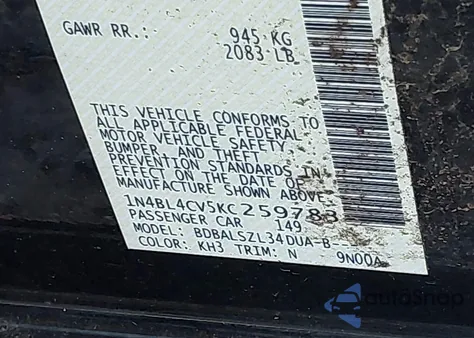 GAWR RR.: 945 KG
2083 LB
THIS VEHICLE CONFORMS TO
ALL APPLICABLE FEDERAL
MOTOR VEHICLE SAFETY,
BUMPER, AND THEFT
PREVENTION STANDARDS IN
EFFECT ON THE DATE OF
MANUFACTURE SHOWN ABOVE.
1N4BL4CV5KC259783
PASSENGER CAR 149
MODEL: BDBALSZL34DUA-B--
COLOR: KH3 TRIM: N 9N00A
autoSnap